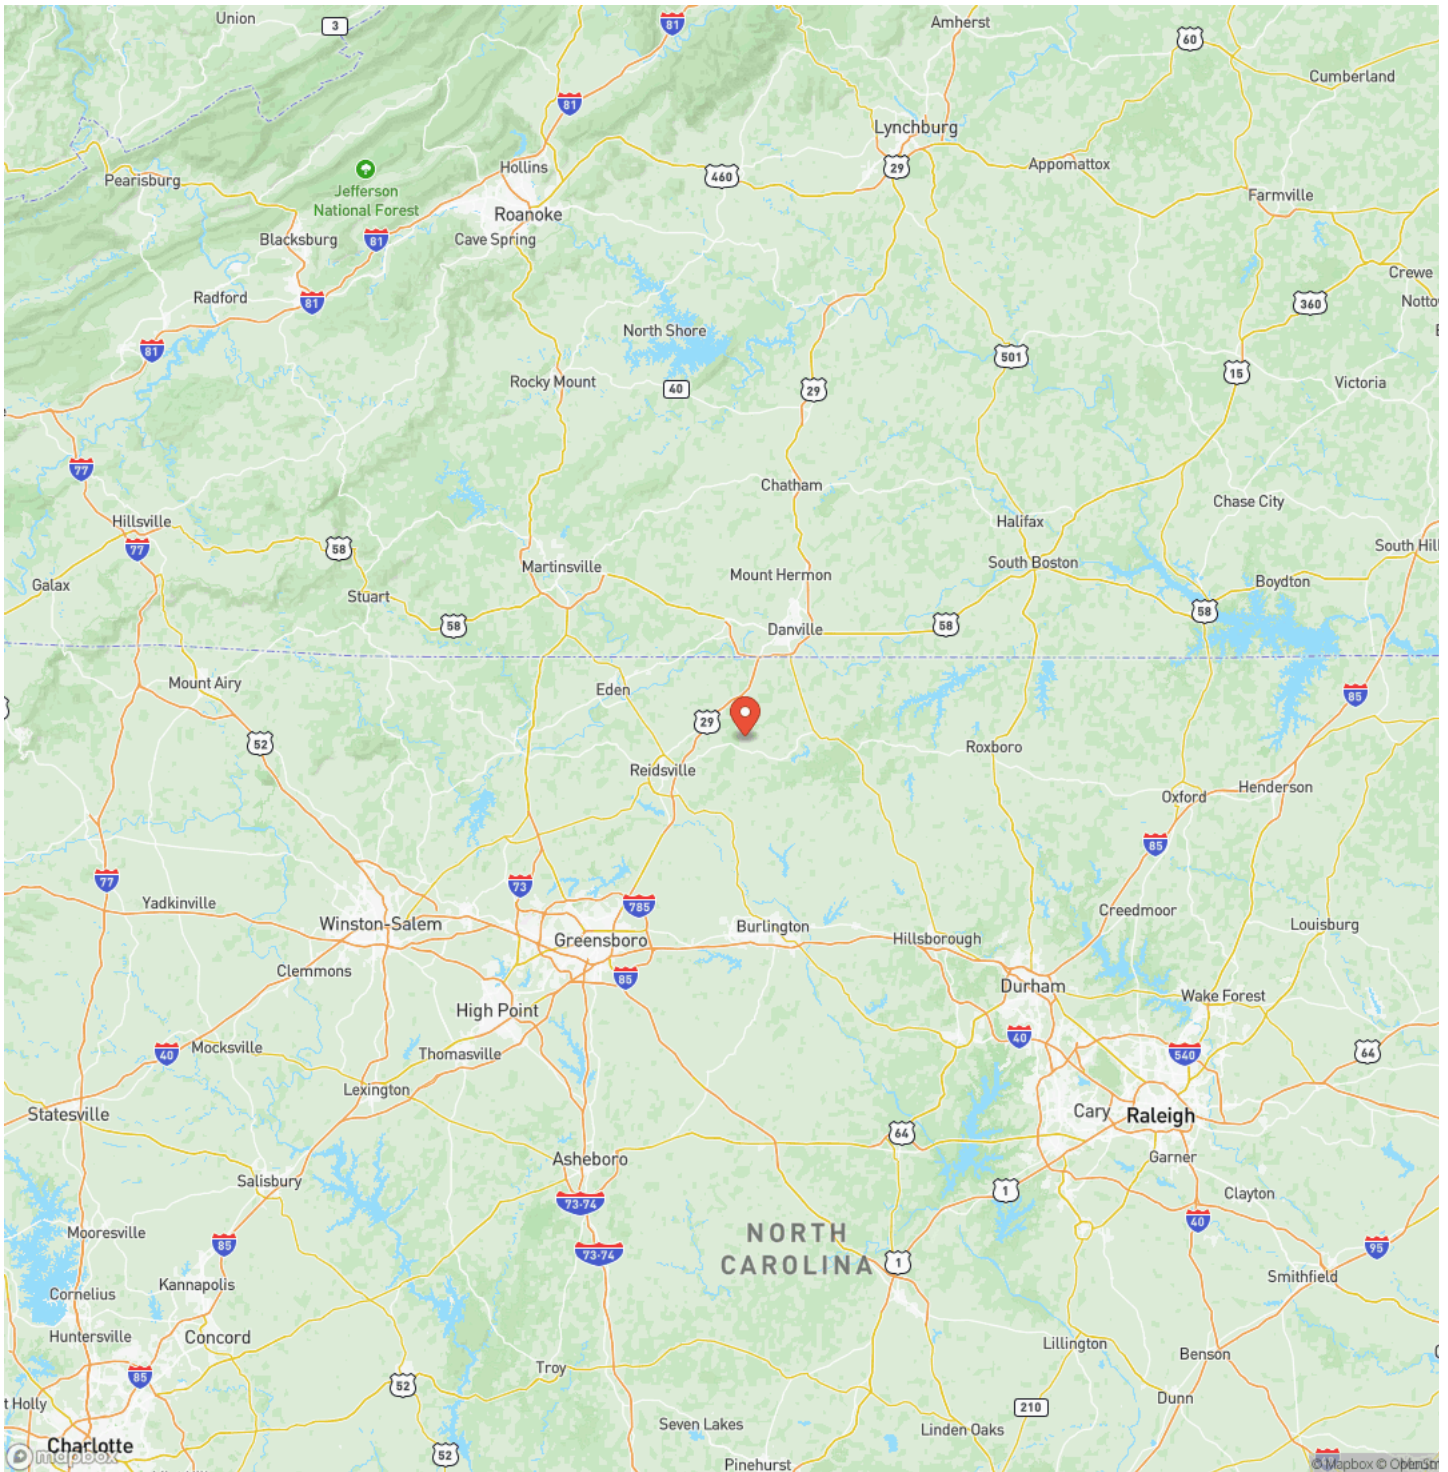 Union
3
81
Amherst
60
Cumberland
81
Lynchburg
29
Appomattox
Hollins
460
Pearisburg
Jefferson
National Forest
Farmville
Roanoke
Blacksburg
81
Cave Spring
Crewe
Radford
81
360
North Shore
81
501
15
Rocky Mount
40
29
Victoria
77
Chatham
Chase City
Hillsville
Halifax
77
58
South Hil
Martinsville
Mount Hermon
South Boston
Galax
Boydton
Stuart
58
58
58
Danville
Mount Airy
Eden
85
29
52
Roxboro
Reidsville
Henderson
Oxford
85
77
73
Yadkinville
785
Creedmoor
Winston-Salem
Burlington
Louisburg
Greensboro
Hillsborough
Clemmons
85
Durham
Wake Forest
High Point
40
Mocksville
Thomasville
40
540
64
Lexington
Statesville
Cary
Raleigh
64
Asheboro
Garner
Salisbury
1
Clayton
73-74
40
Mooresville
NORTH
CAROLINA
85
73-74
1
95
Kannapolis
Smithfield
Cornelius
Huntersville
Concord
Lillington
Benson
85
Troy
52
Dunn
t Holly
210
Seven Lakes
Linden Oaks
Charlotte
52
mapbox
Pinehurst
© Mapbox